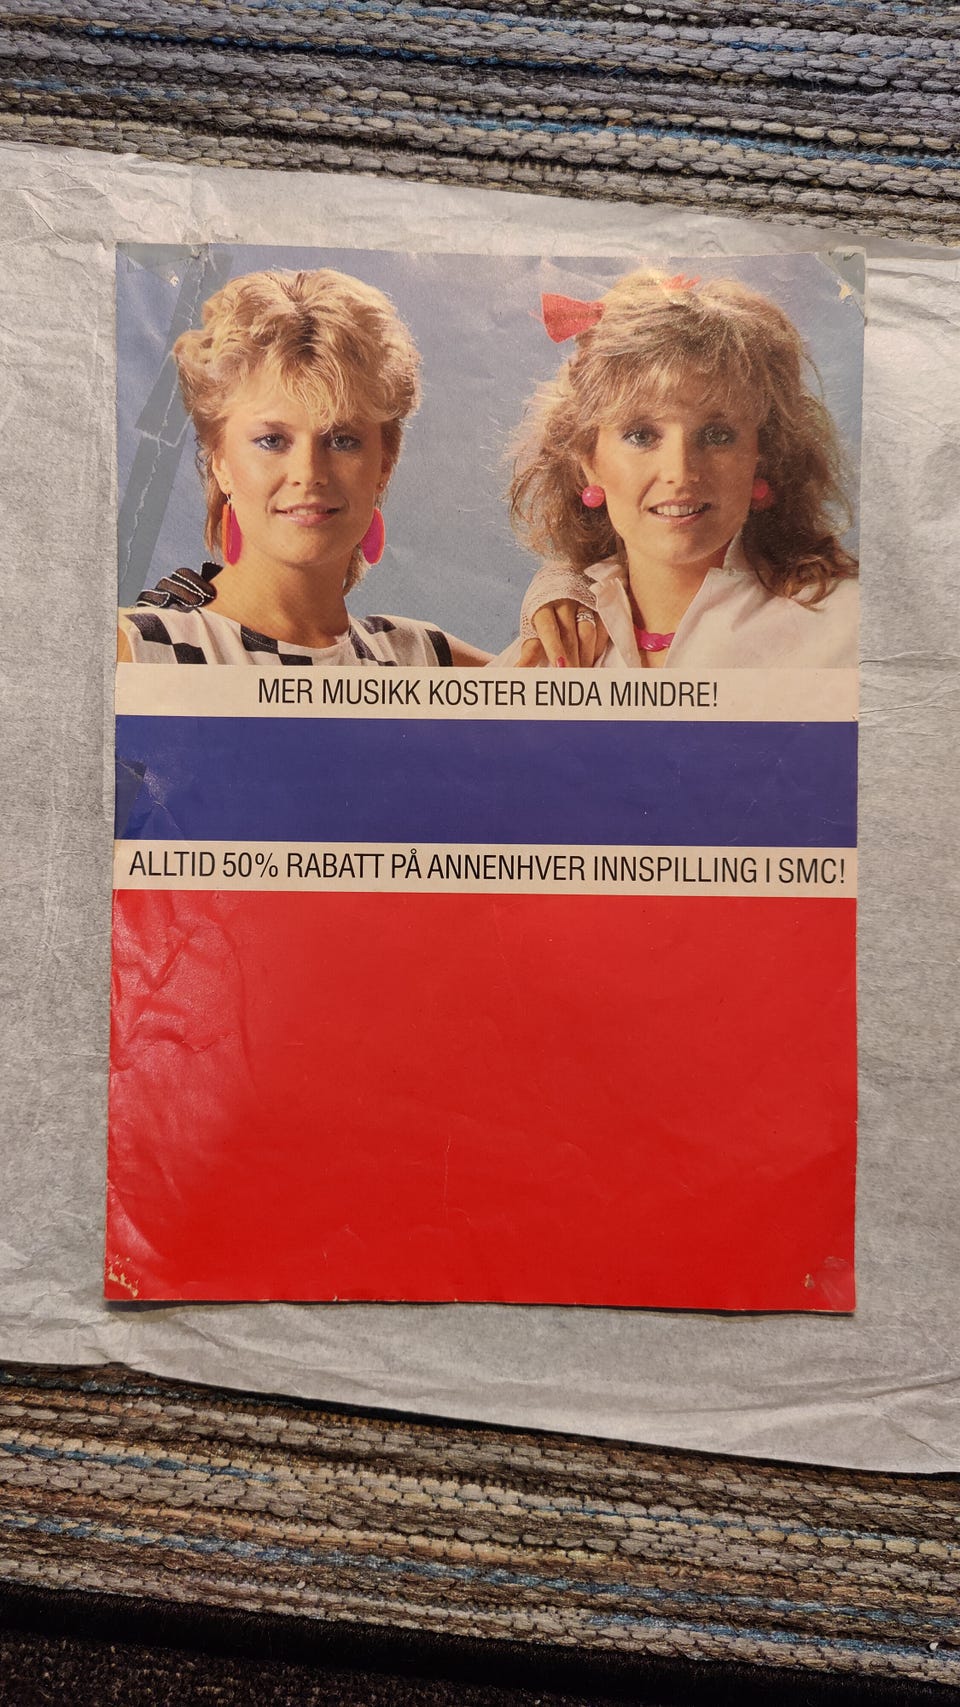 MER MUSIKK KOSTER ENDA MINDRE!
ALLTID 50% RABATT PÅ ANNENHVER INNSPILLING I SMC!